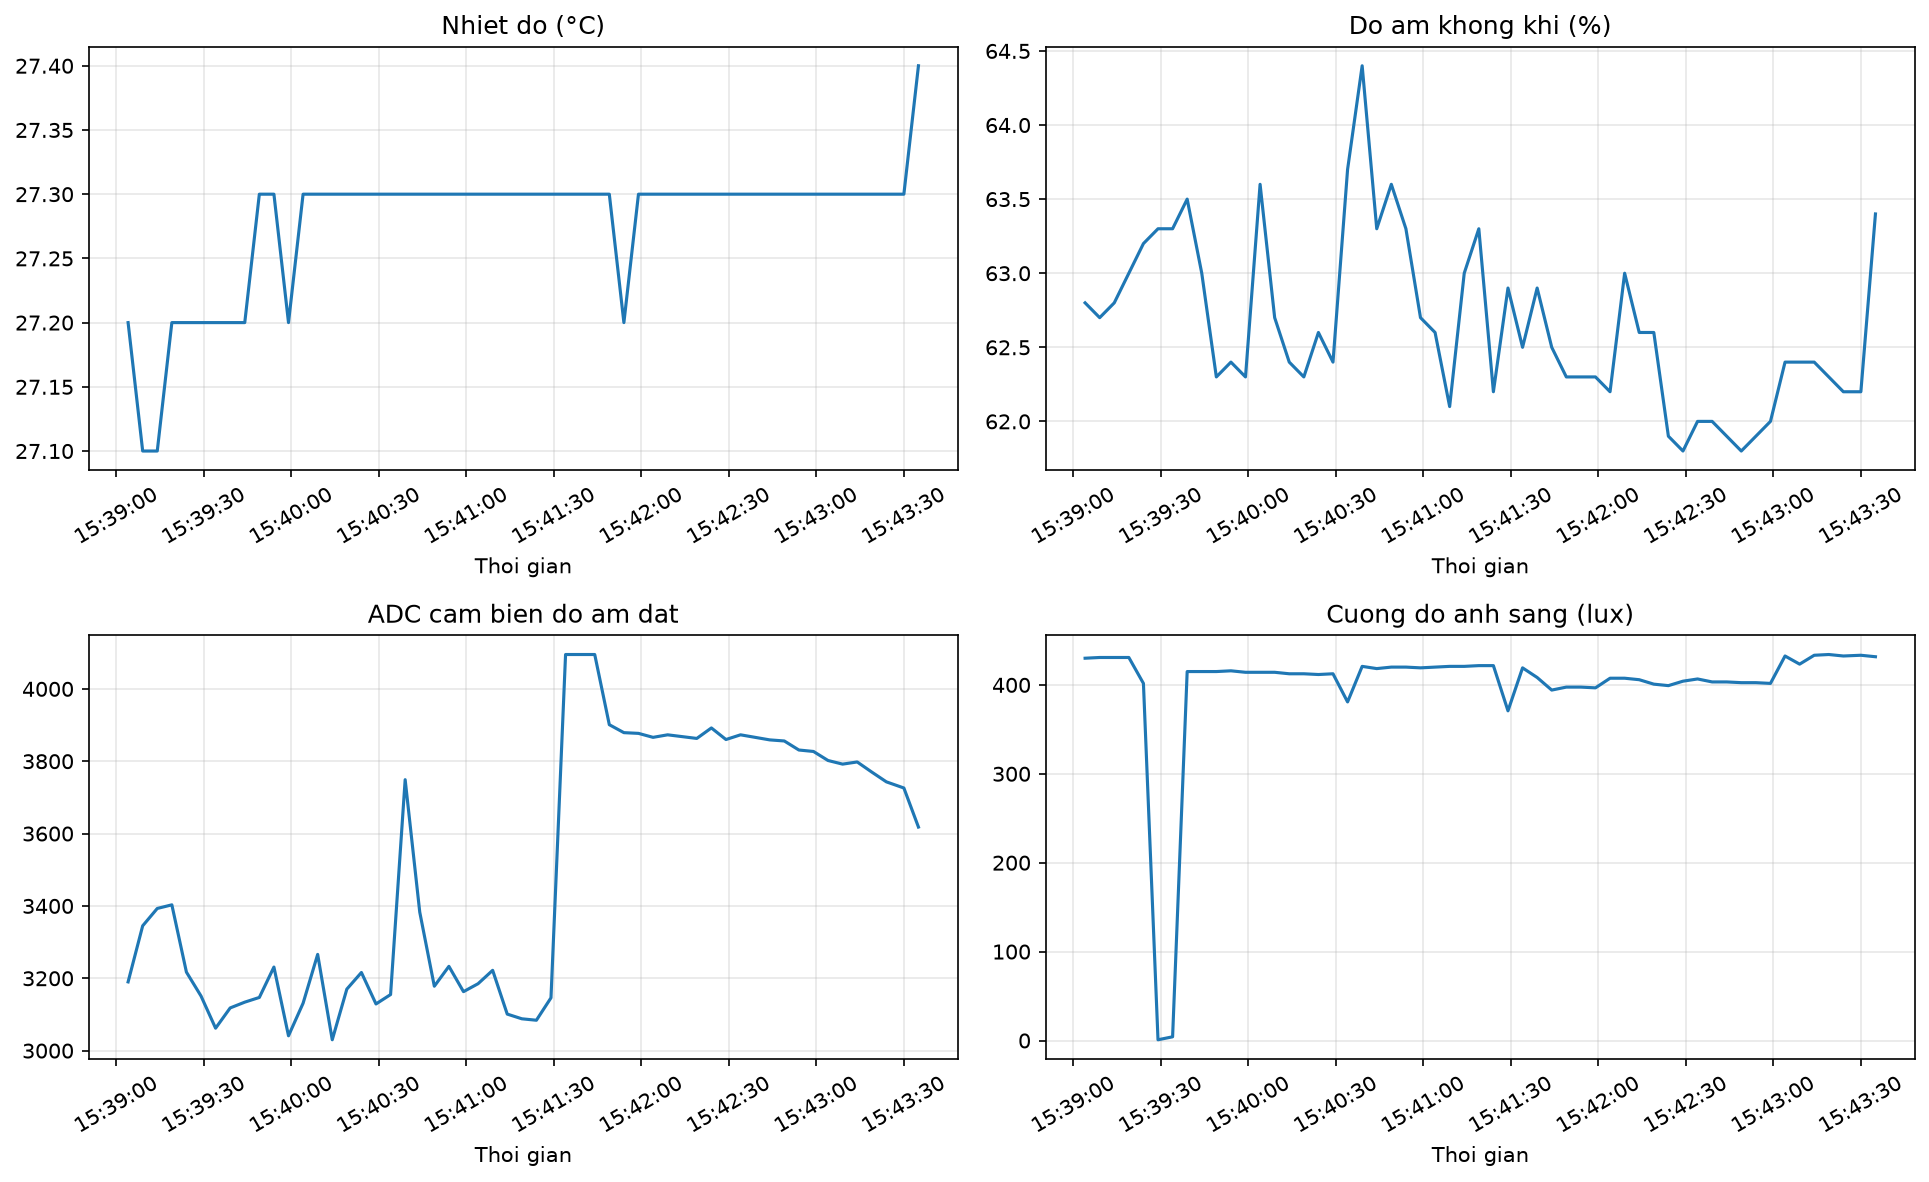 Nhiet do (°C)
27.40
27.35
27.30
27.25
27.20
27.15
27.10
15:39:00 15:39:30 15:40:00 15:40:30 15:41:00 15:41:30 15:42:00 15:42:30 15:43:00 15:43:30
Thoi gian
Do am khong khi (%)
64.5
64.0
63.5
63.0
62.5
62.0
15:39:00 15:39:30 15:40:00 15:40:30 15:41:00 15:41:30 15:42:00 15:42:30 15:43:00 15:43:30
Thoi gian
ADC cam bien do am dat
4000
3800
3600
3400
3200
3000
15:39:00 15:39:30 15:40:00 15:40:30 15:41:00 15:41:30 15:42:00 15:42:30 15:43:00 15:43:30
Thoi gian
Cuong do anh sang (lux)
400
300
200
100
0
15:39:00 15:39:30 15:40:00 15:40:30 15:41:00 15:41:30 15:42:00 15:42:30 15:43:00 15:43:30
Thoi gian